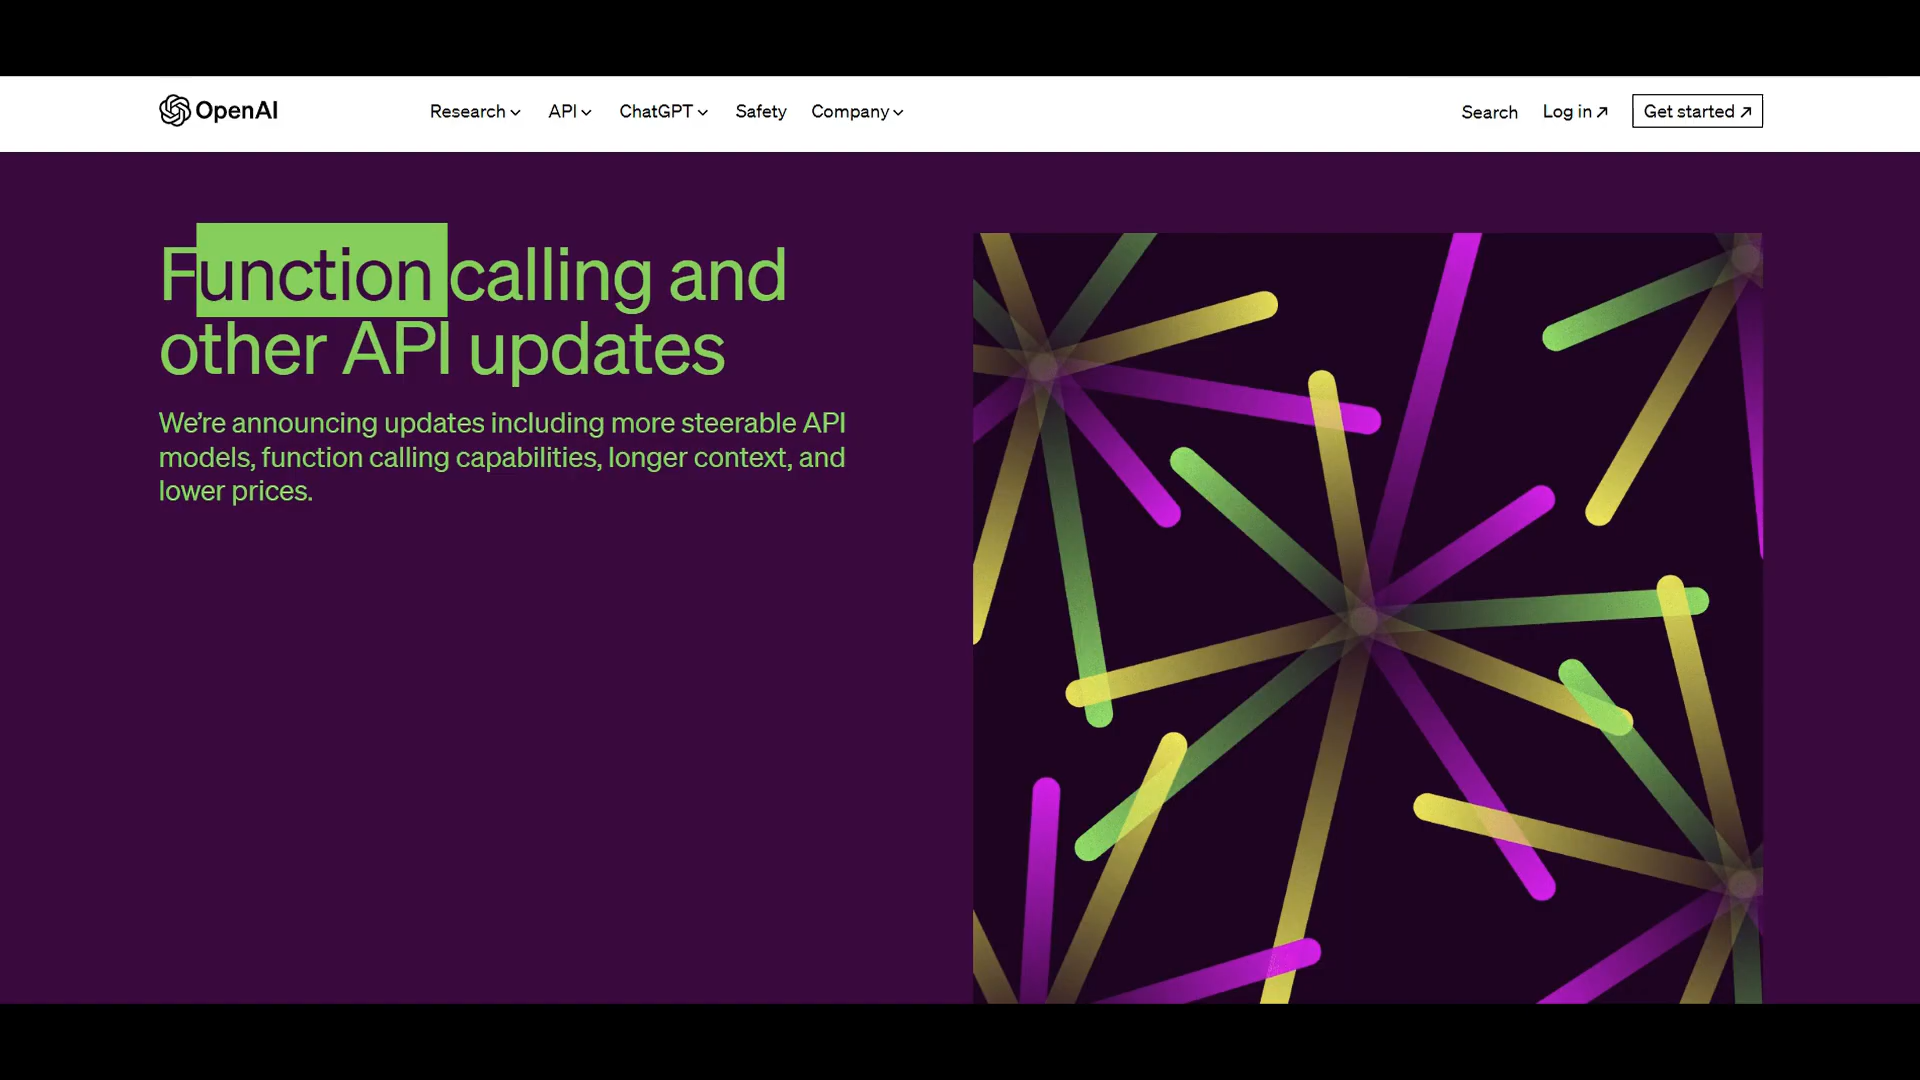 OpenAI
Research
API
ChatGPT
Safety
Company
Search
Log in ↗
Get started ↗
Function calling and
other API updates
We’re announcing updates including more steerable API
models, function calling capabilities, longer context, and
lower prices.